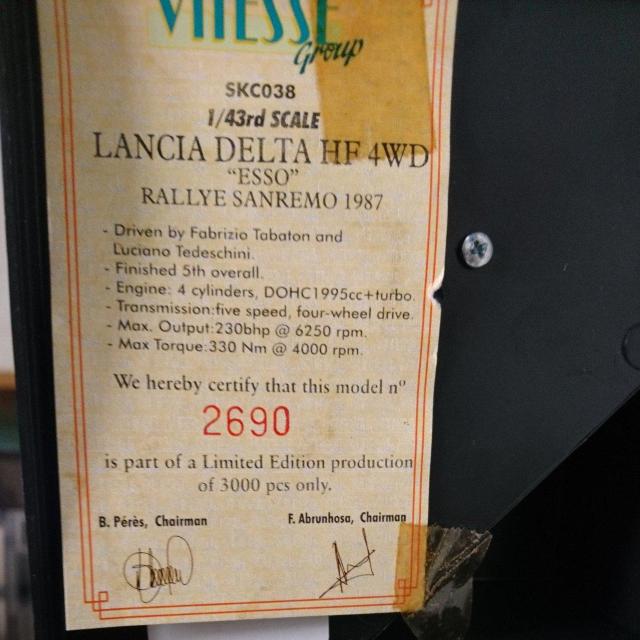 VITESSE
Group
SKC038
1/43rd SCALE
LANCIA DELTA HF 4WD
"ESSO"
RALLYE SANREMO 1987
- Driven by Fabrizio Tabaton and
Luciano Tedeschini.
- Finished 5th overall.
- Engine: 4 cylinders, DOHC1995cc+turbo.
- Transmission:five speed, four-wheel drive.
- Max. Output:230bhp @ 6250 rpm.
- Max Torque:330 Nm @ 4000 rpm.
We hereby certify that this model nº
2690
is part of a Limited Edition production
of 3000 pcs only.
B. Pérès, Chairman F. Abrunhosa, Chairman